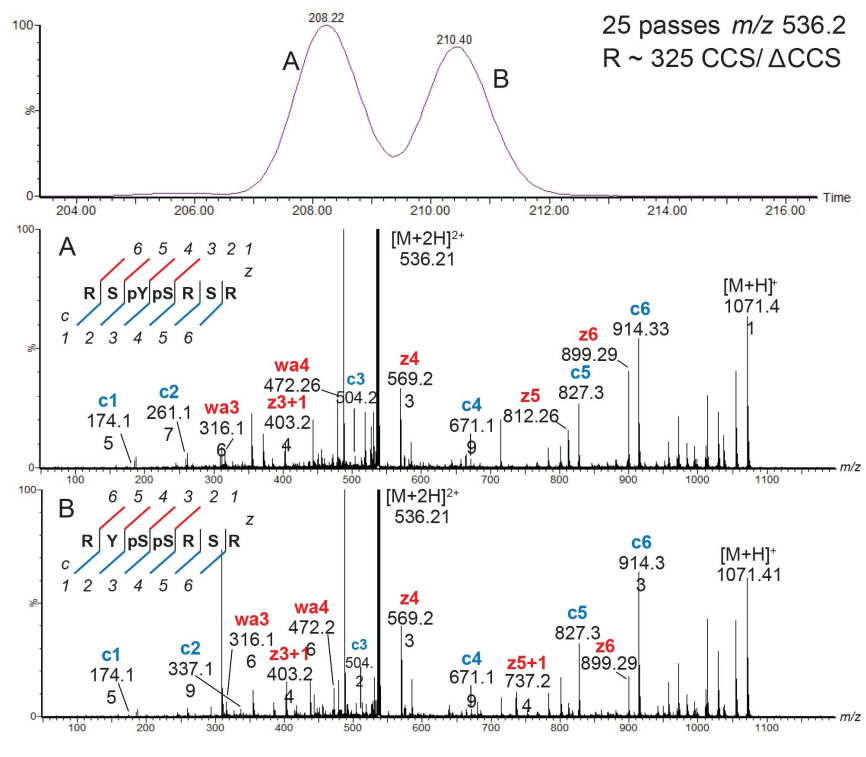 100
208.22
25 passes m/z 536.2
210.40
R ~ 325 CCS/ ΔCCS
A
B
%
0
204.00 206.00 208.00 210.00 212.00 214.00 216.00 Time
100
A
6 5 4 3 2 1
z
[M+2H]2+
536.21
[M+H]+
1071.4
1
R S pY pS R S R
c
1 2 3 4 5 6
c6
914.33
z6
899.29
%
wa4
472.26
c3
504.2
z4
569.2
3
c5
827.3
c1
174.1
5
c2
261.1
7
wa3
316.1
6
z3+1
403.2
4
c4
671.1
9
z5
812.26
0
100 200 300 400 500 600 700 800 900 1000 1100 m/z
100
B
6 5 4 3 2 1
z
[M+2H]2+
536.21
R Y pS pS R S R
c
1 2 3 4 5 6
c6
914.3
3
[M+H]+
1071.41
%
wa3
316.1
6
wa4
472.2
6
z4
569.2
3
c5
827.3
c1
174.1
5
c2
337.1
9
z3+1
403.2
4
c3
504.
2
c4
671.1
9
z5+1
737.2
4
z6
899.29
0
100 200 300 400 500 600 700 800 900 1000 1100 m/z